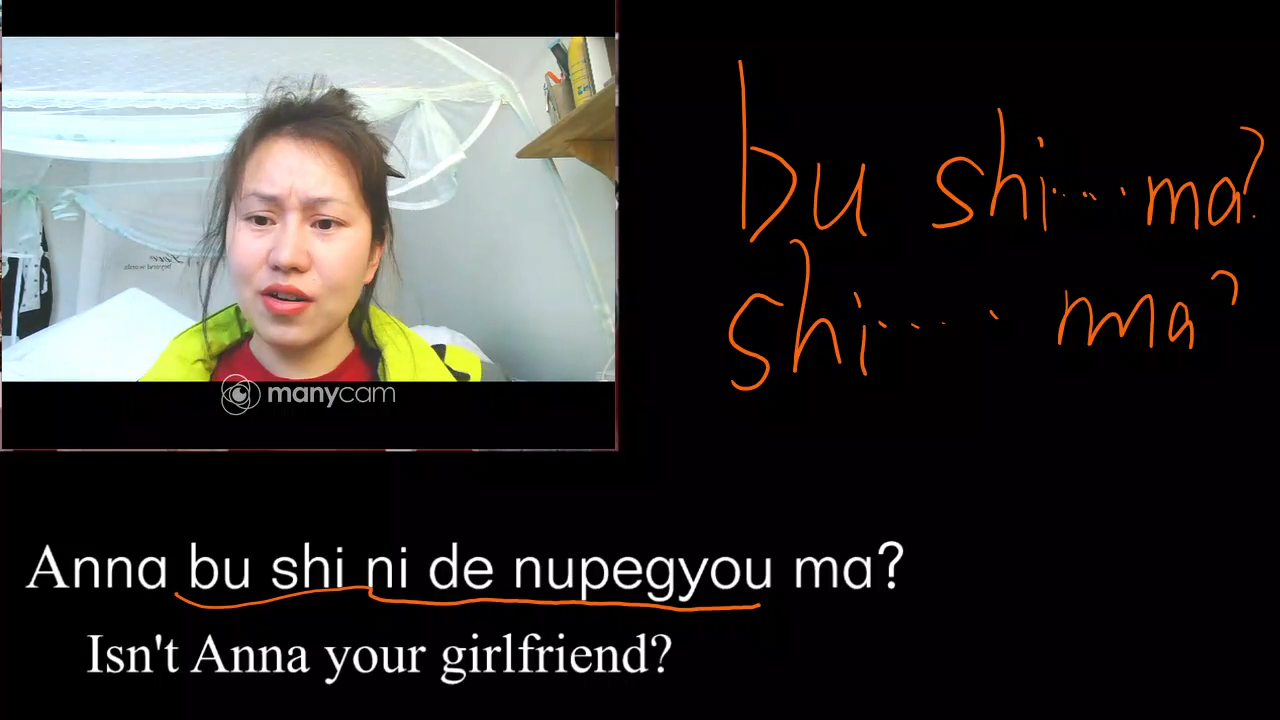 bu shi.... ma?
shi..... ma?
manycam
Anna bu shi ni de nupegyou ma?
Isn't Anna your girlfriend?